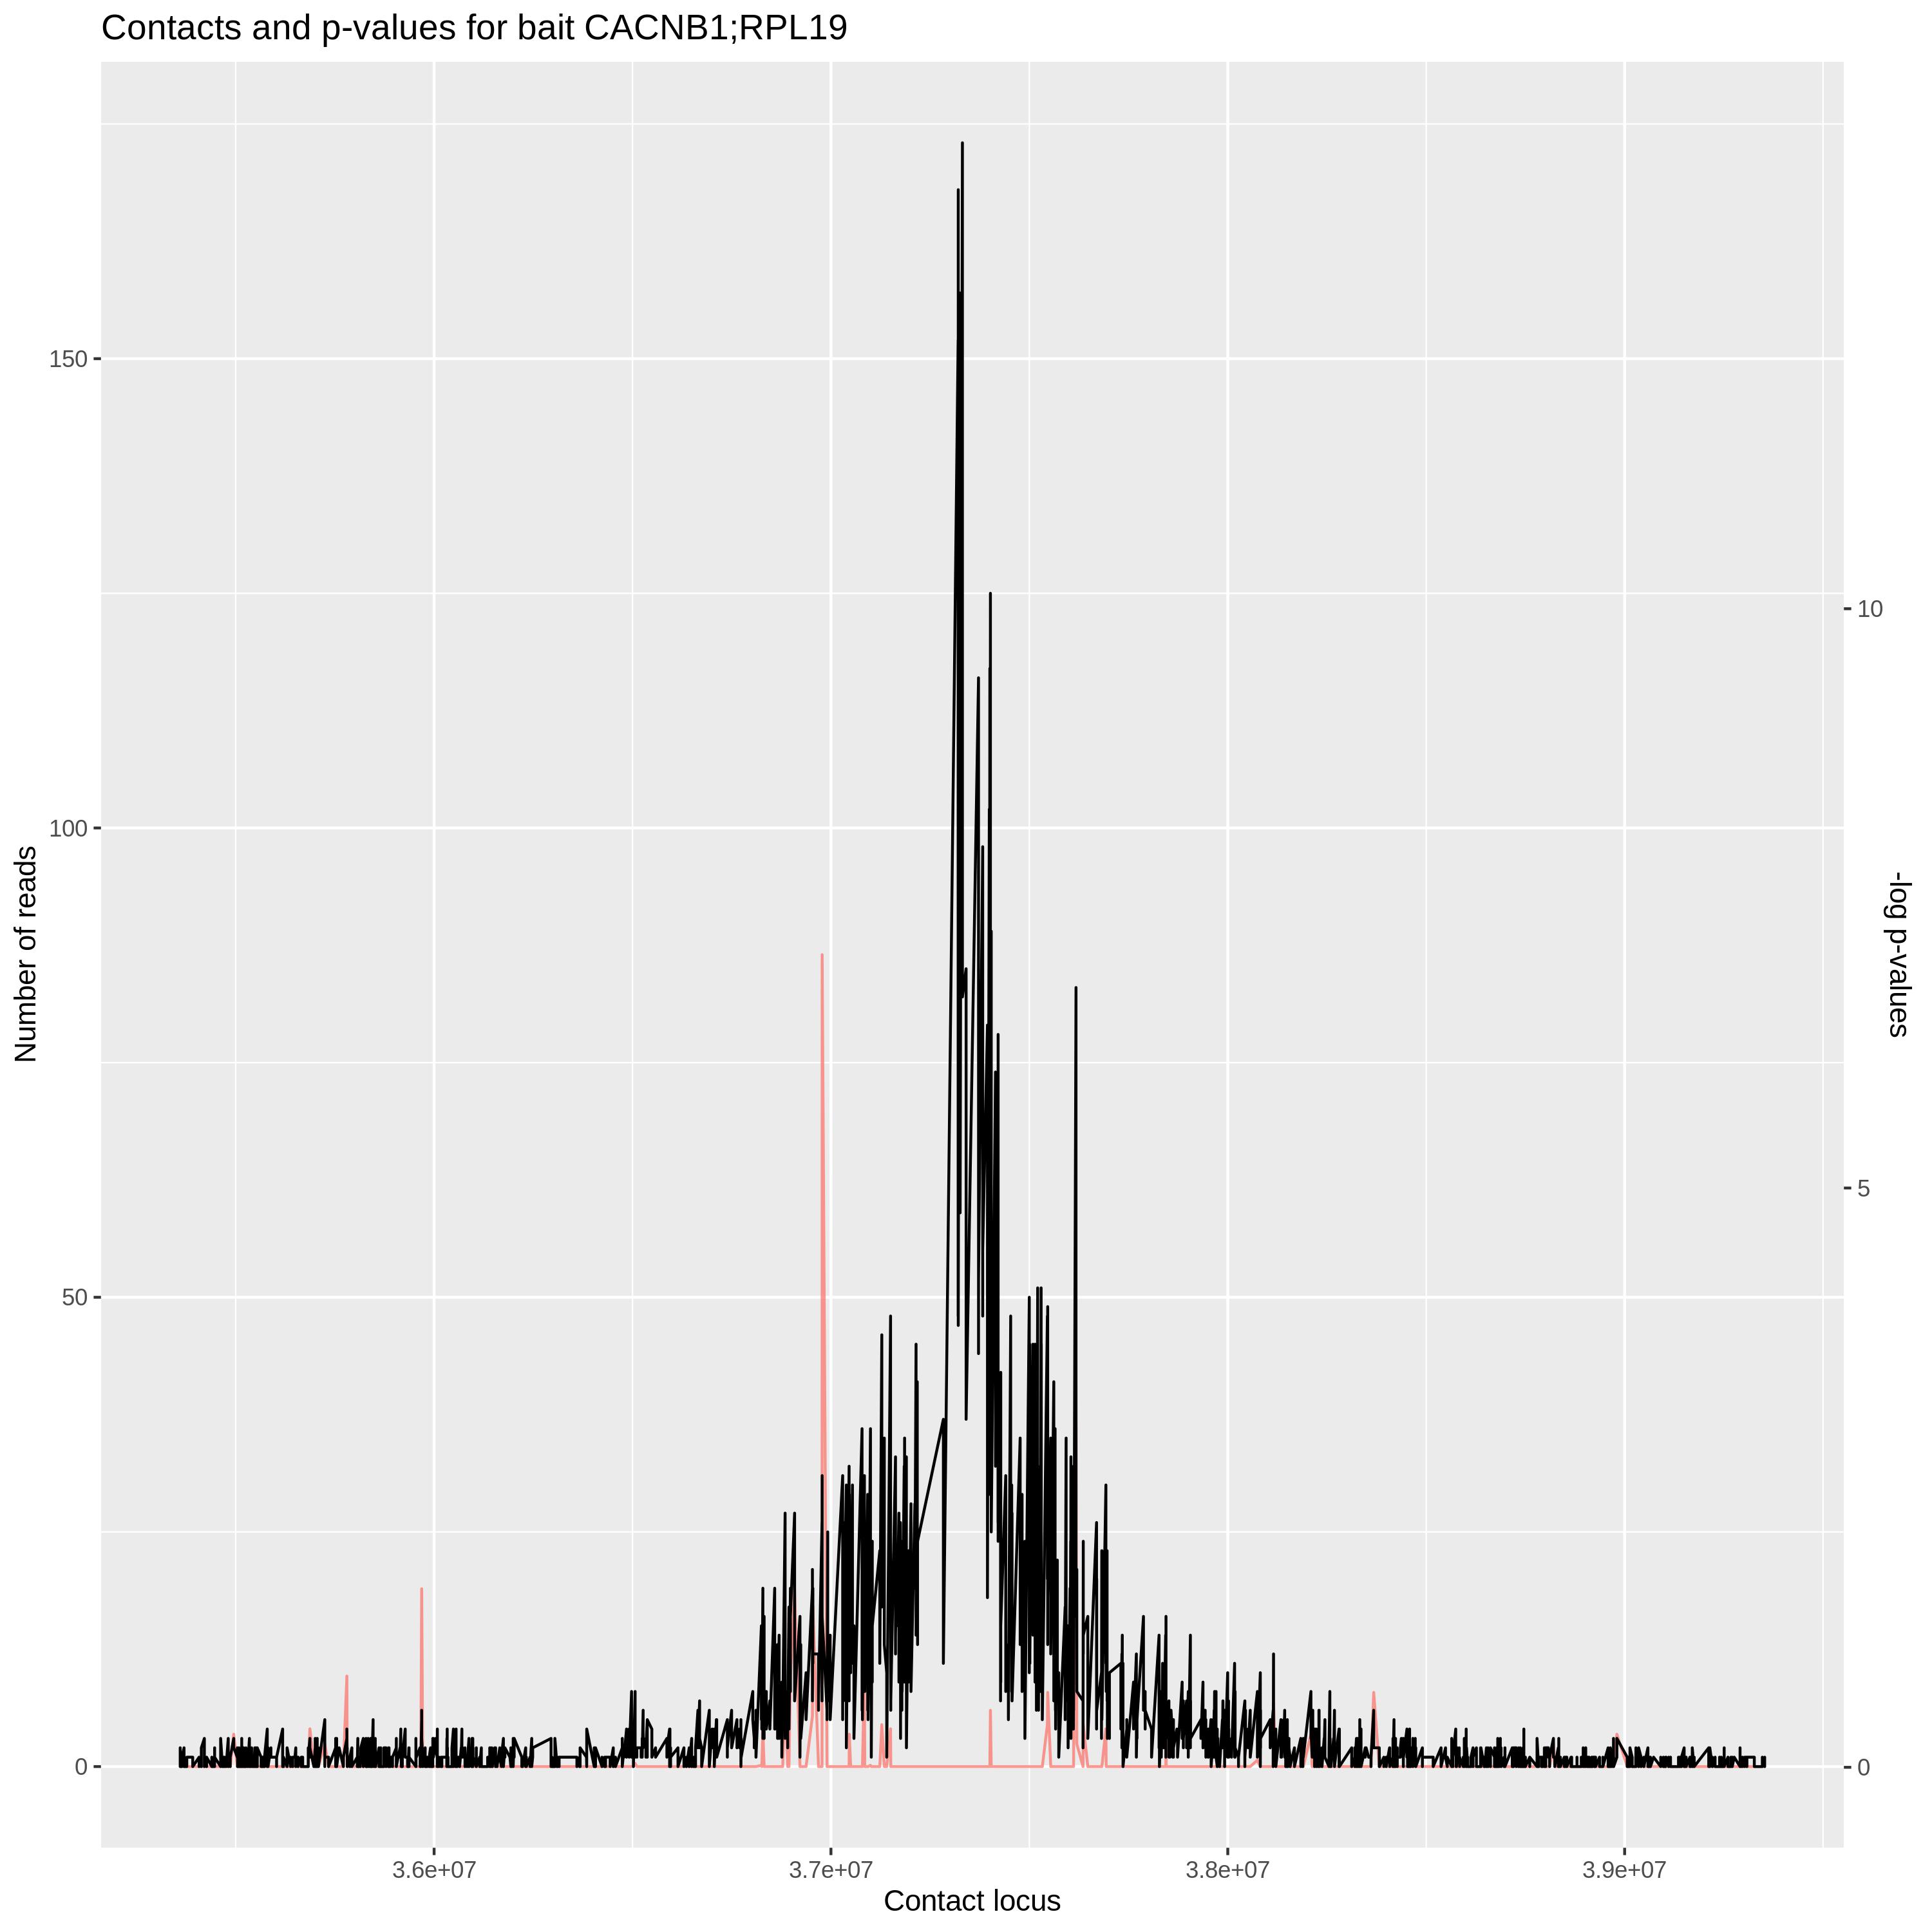 Contacts and p-values for bait CACNB1;RPL19
150
100
50
0
Number of reads
10
5
0
-log p-values
3.6e+07 3.7e+07 3.8e+07 3.9e+07
Contact locus